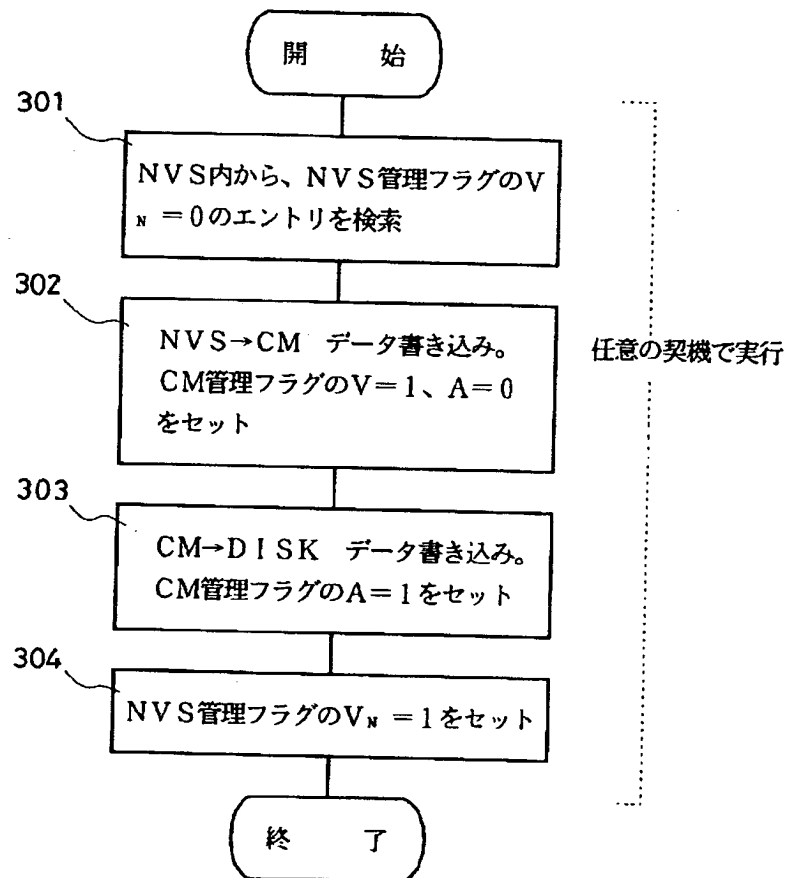 開 始
301
NVS内から、NVS管理フラグのV
N =0のエントリを検索
302
NVS→CM データ書き込み。
CM管理フラグのV=1、A=0
をセット
任意の契機で実行
303
CM→DISK データ書き込み。
CM管理フラグのA=1をセット
304
NVS管理フラグのVN =1をセット
終 了